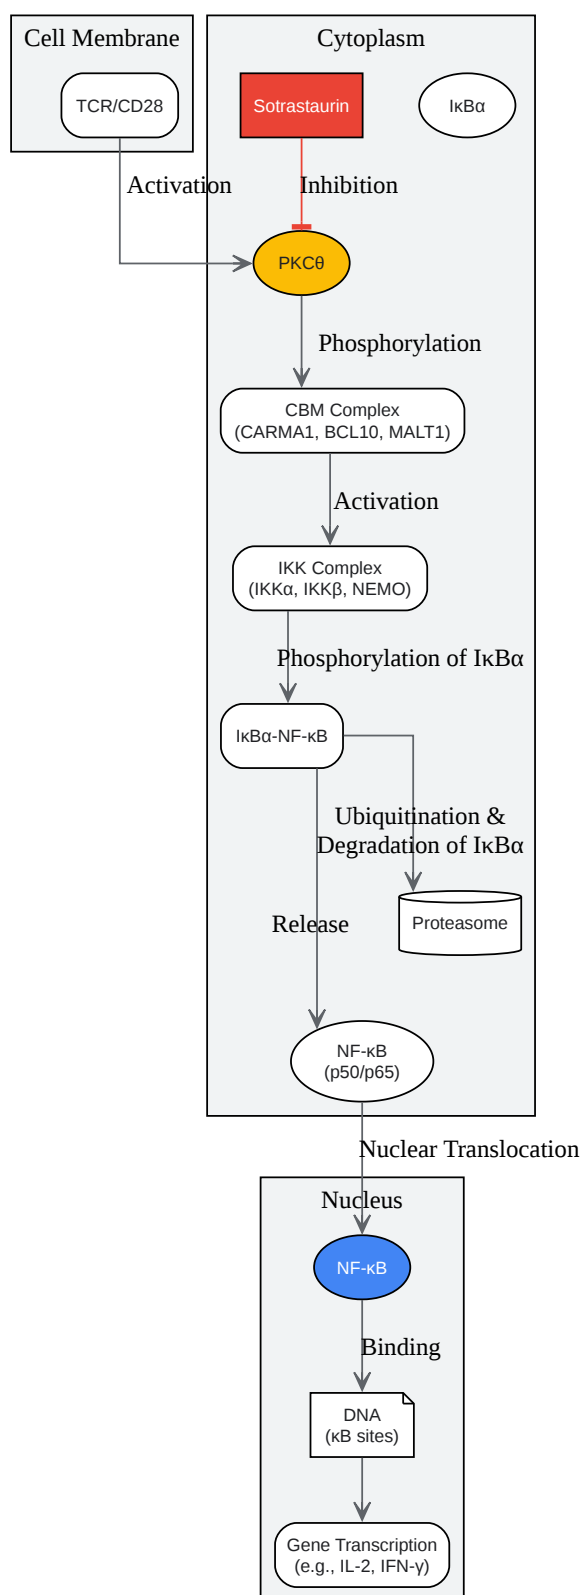 Cell Membrane
Cytoplasm
TCR/CD28
Sotrastaurin
IκBα
Activation
Inhibition
PKCθ
Phosphorylation
CBM Complex
(CARMA1, BCL10, MALT1)
Activation
IKK Complex
(IKKα, IKKβ, NEMO)
Phosphorylation of IκBα
IκBα-NF-κB
Ubiquitination &
Degradation of IκBα
Release
Proteasome
NF-κB
(p50/p65)
Nuclear Translocation
Nucleus
NF-κB
Binding
DNA
(κB sites)
Gene Transcription
(e.g., IL-2, IFN-γ)